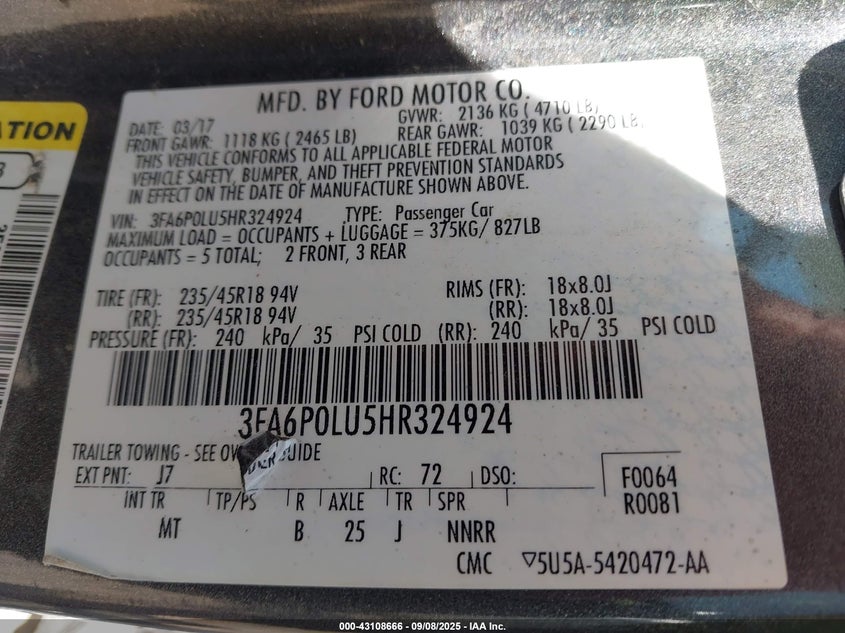 ATION
MFD. BY FORD MOTOR CO.
DATE: 03/17 GVWR: 2136 KG ( 4710 LB)
FRONT GAWR: 1118 KG ( 2465 LB) REAR GAWR: 1039 KG ( 2290 LB)
THIS VEHICLE CONFORMS TO ALL APPLICABLE FEDERAL MOTOR
VEHICLE SAFETY, BUMPER, AND THEFT PREVENTION STANDARDS
IN EFFECT ON THE DATE OF MANUFACTURE SHOWN ABOVE.
VIN: 3FA6P0LU5HR324924 TYPE: Passenger Car
MAXIMUM LOAD = OCCUPANTS + LUGGAGE = 375KG/ 827LB
OCCUPANTS = 5 TOTAL; 2 FRONT, 3 REAR
TIRE (FR): 235/45R18 94V RIMS (FR): 18x8.0J
(RR): 235/45R18 94V (RR): 18x8.0J
PRESSURE (FR): 240 kPa/ 35 PSI COLD (RR): 240 kPa/ 35 PSI COLD
3FA6P0LU5HR324924
TRAILER TOWING - SEE GUIDE
EXT PNT: J7 RC: 72 DSO: F0064
INT TR TP/PS R AXLE TR SPR R0081
MT B 25 J NNRR
CMC ▽5U5A-5420472-AA
000-43108666 - 09/08/2025 - IAA Inc.